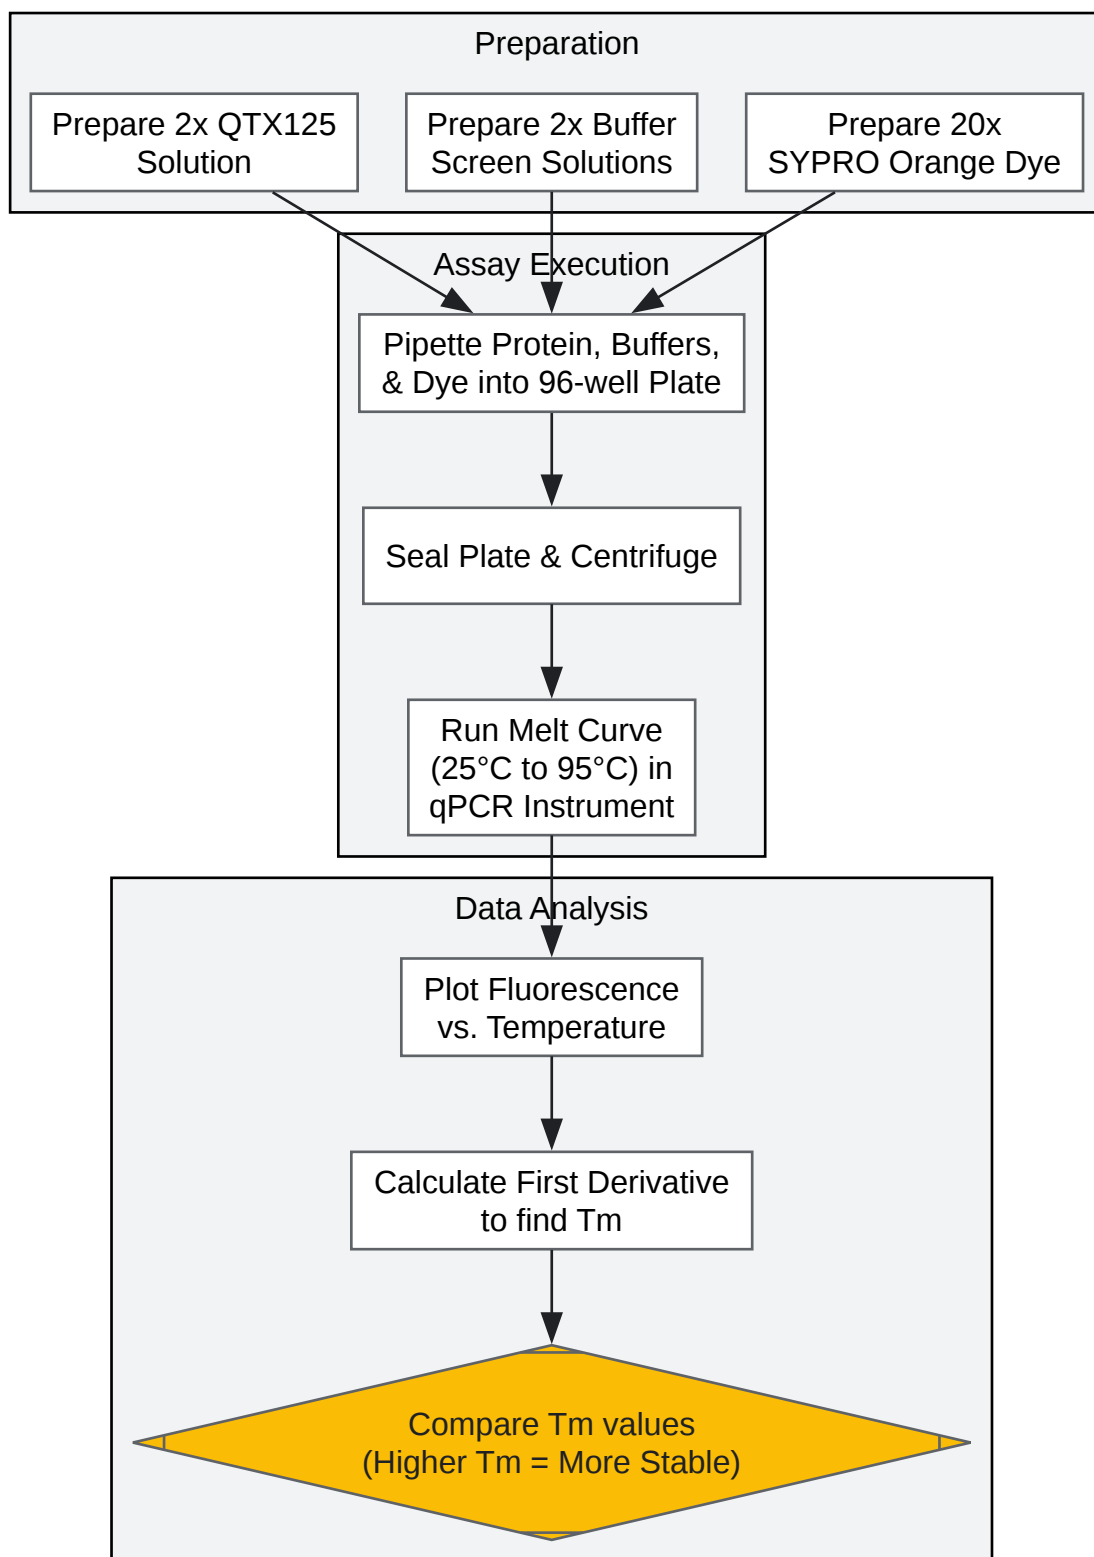 Preparation
Prepare 2x QTX125
Solution
Prepare 2x Buffer
Screen Solutions
Prepare 20x
SYPRO Orange Dye
Assay Execution
Pipette Protein, Buffers,
& Dye into 96-well Plate
Seal Plate & Centrifuge
Run Melt Curve
(25°C to 95°C) in
qPCR Instrument
Data Analysis
Plot Fluorescence
vs. Temperature
Calculate First Derivative
to find Tm
Compare Tm values
(Higher Tm = More Stable)